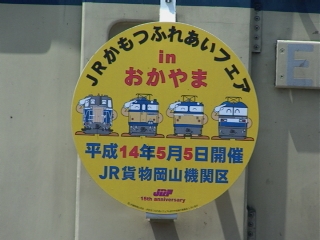 JRかもつふれあいフェア
in
おかやま
平成14年5月5日開催
JR貨物岡山機関区
JRF
15th anniversary
E